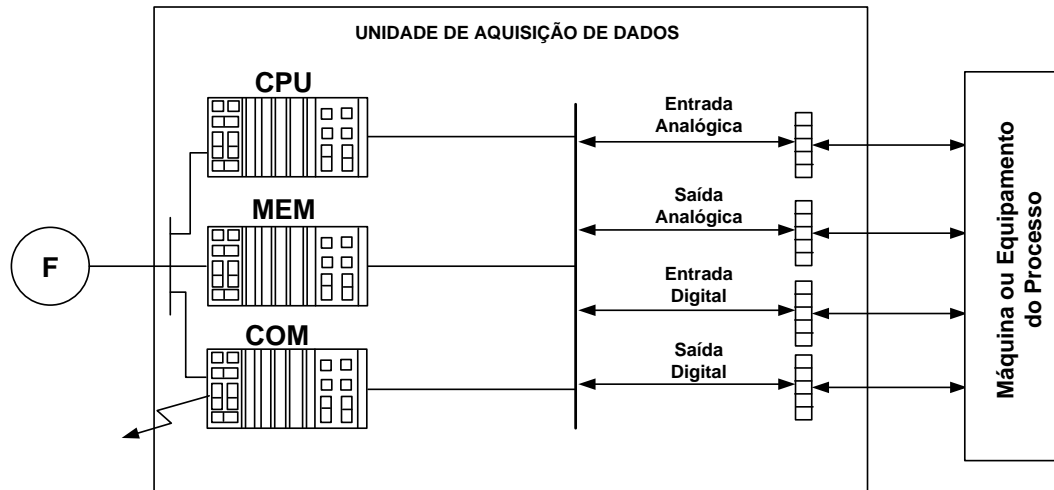 UNIDADE DE AQUISIÇÃO DE DADOS
CPU
MEM
COM
F
Entrada
Analógica
Saída
Analógica
Entrada
Digital
Saída
Digital
Máquina ou Equipamento
do Processo